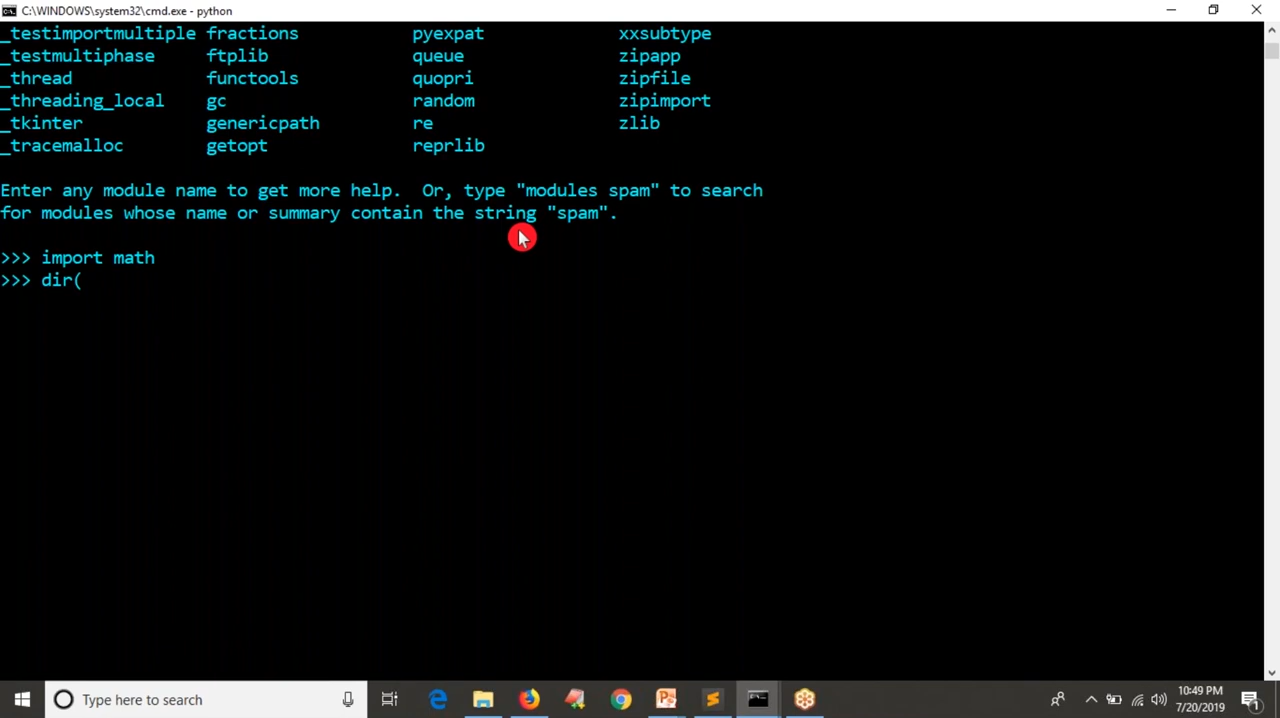 C:\WINDOWS\system32\cmd.exe - python
_testimportmultiple fractions pyexpat xxsubtype
_testmultiphase ftplib queue zipapp
_thread functools quopri zipfile
_threading_local gc random zipimport
_tkinter genericpath re zlib
_tracemalloc getopt reprlib
Enter any module name to get more help. Or, type "modules spam" to search
for modules whose name or summary contain the string "spam".
>>> import math
>>> dir(
Type here to search
10:49 PM
7/20/2019
1